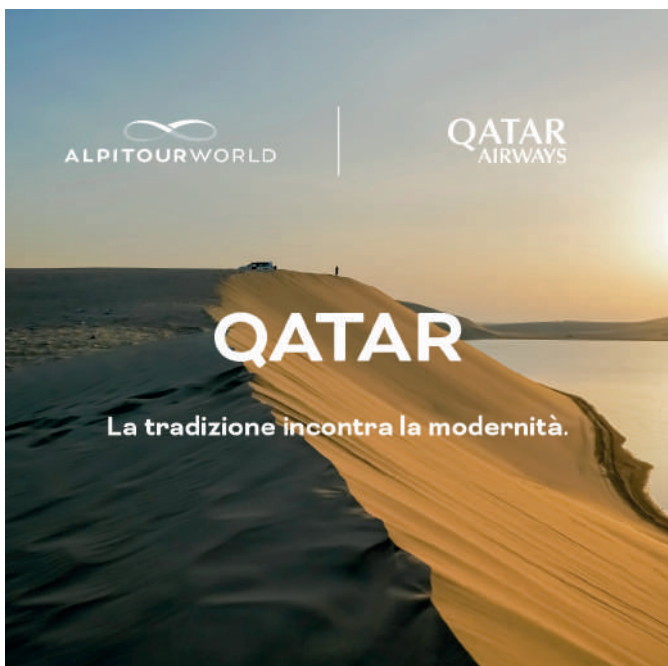 ALPITOURWORLD
QATAR
AIRWAYS
QATAR
La tradizione incontra la modernità.